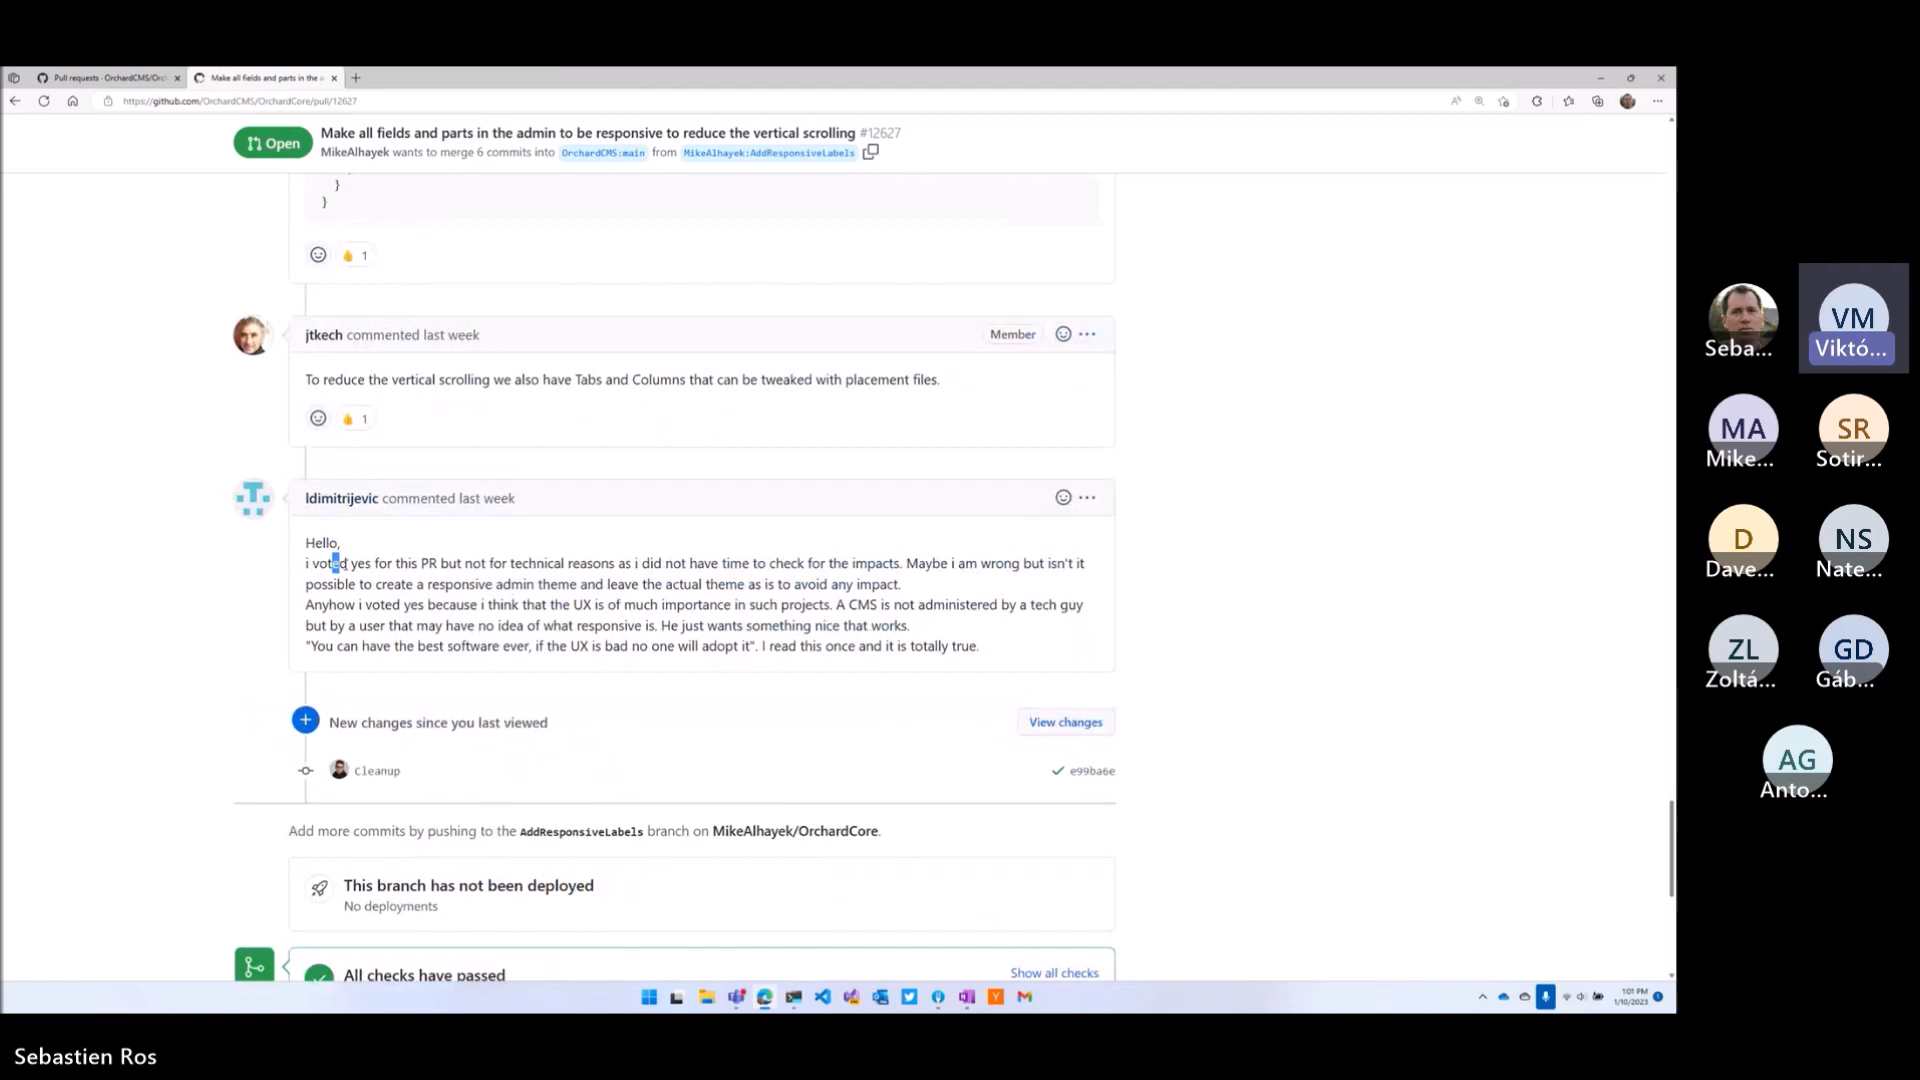 Pull requests · OrchardCMS/Orch
Make all fields and parts in the a
https://github.com/OrchardCMS/OrchardCore/pull/12627
Open
Make all fields and parts in the admin to be responsive to reduce the vertical scrolling #12627
MikeAlhayek wants to merge 6 commits into OrchardCMS:main from MikeAlhayek:AddResponsiveLabels
}
}
1
jtkech commented last week
Member
To reduce the vertical scrolling we also have Tabs and Columns that can be tweaked with placement files.
1
ldimitrijevic commented last week
Hello,
i voted yes for this PR but not for technical reasons as i did not have time to check for the impacts. Maybe i am wrong but isn't it
possible to create a responsive admin theme and leave the actual theme as is to avoid any impact.
Anyhow i voted yes because i think that the UX is of much importance in such projects. A CMS is not administered by a tech guy
but by a user that may have no idea of what responsive is. He just wants something nice that works.
"You can have the best software ever, if the UX is bad no one will adopt it". I read this once and it is totally true.
New changes since you last viewed
View changes
Cleanup
e99ba6e
Add more commits by pushing to the AddResponsiveLabels branch on MikeAlhayek/OrchardCore.
This branch has not been deployed
No deployments
All checks have passed
Show all checks
1:01 PM
1/10/2023
Seba...
VM
Viktó...
MA
Mike...
SR
Sotir...
D
Dave...
NS
Nate...
ZL
Zoltá...
GD
Gáb...
AG
Anto...
Sebastien Ros